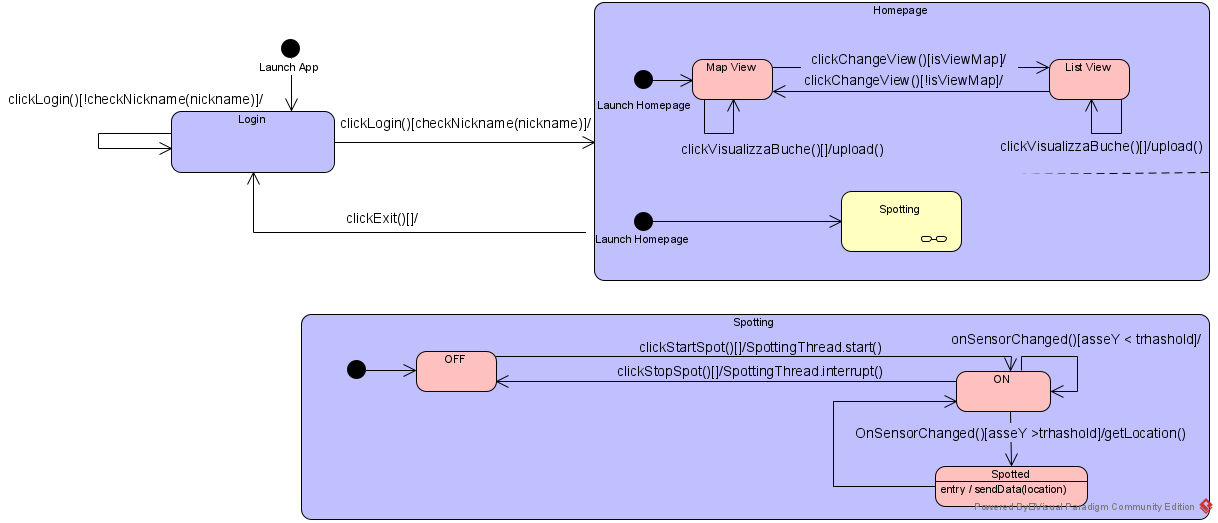 Homepage
Launch App
clickLogin()[!checkNickname(nickname)]/
Login
clickLogin()[checkNickname(nickname)]/
clickExit()[]/
Launch Homepage
Map View
clickChangeView()[isViewMap]/
clickChangeView()[!isViewMap]/
List View
clickVisualizzaBuche()[]/upload()
clickVisualizzaBuche()[]/upload()
Launch Homepage
Spotting
Spotting
OFF
clickStartSpot()[]/SpottingThread.start()
clickStopSpot()[]/SpottingThread.interrupt()
onSensorChanged()[asseY < trhashold]/
ON
OnSensorChanged()[asseY >trhashold]/getLocation()
Spotted
entry / sendData(location)
Powered By Visual Paradigm Community Edition